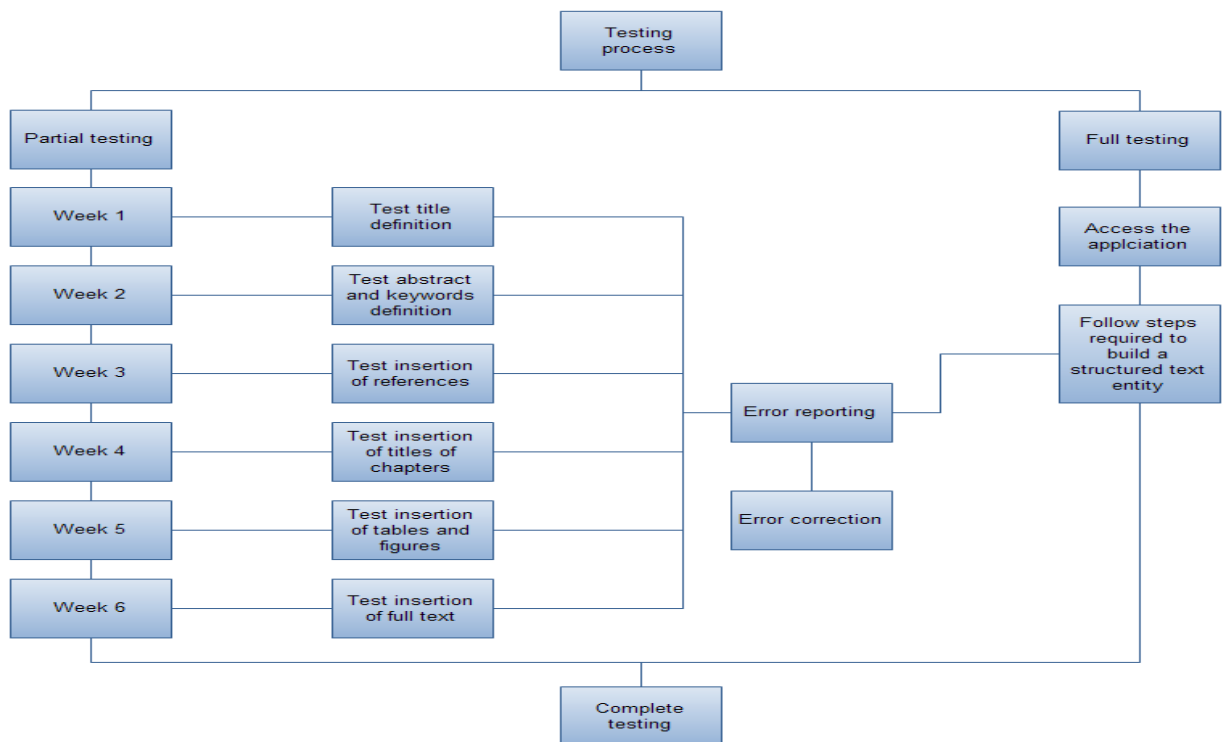 Testing
process
Partial testing
Full testing
Week 1
Test title
definition
Access the
applciation
Week 2
Test abstract
and keywords
definition
Follow steps
required to
build a
structured text
entity
Week 3
Test insertion
of references
Error reporting
Week 4
Test insertion
of titles of
chapters
Error correction
Week 5
Test insertion
of tables and
figures
Week 6
Test insertion
of full text
Complete
testing